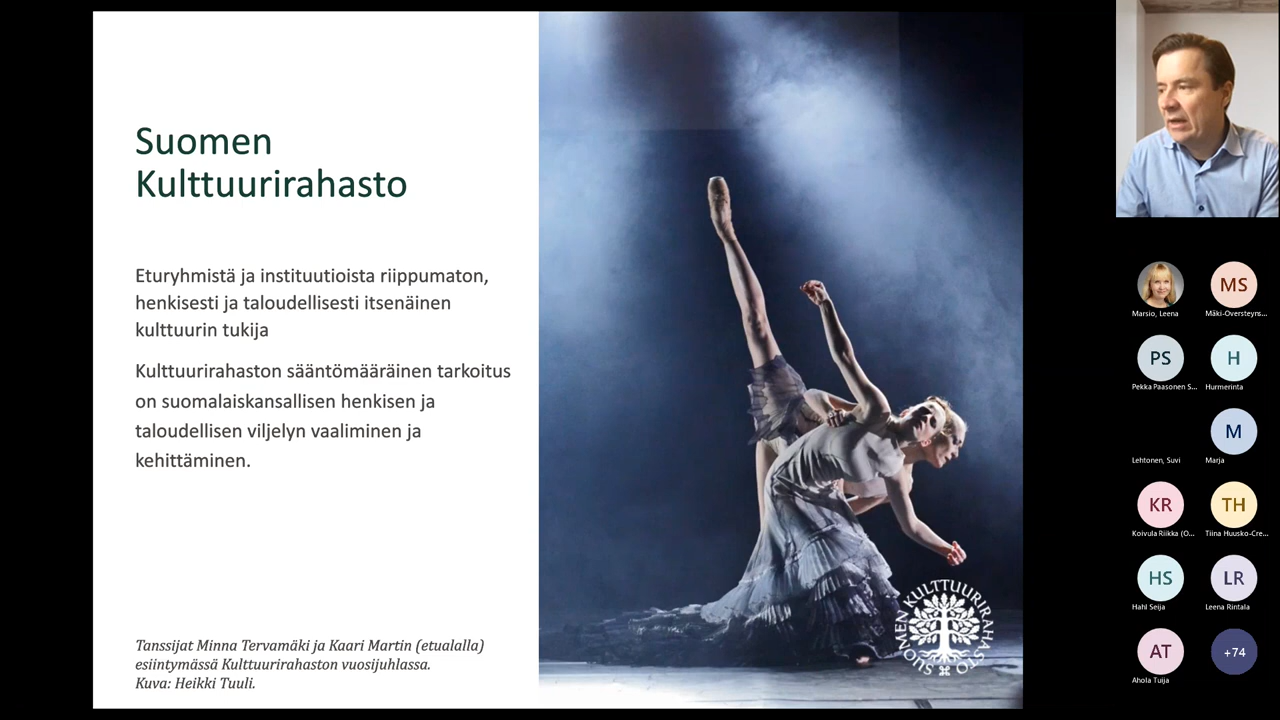 Suomen
Kulttuurirahasto
Eturyhmistä ja instituutioista riippumaton,
henkisesti ja taloudellisesti itsenäinen
kulttuurin tukija
Kulttuurirahaston sääntömääräinen tarkoitus
on suomalaiskansallisen henkisen ja
taloudellisen viljelyn vaaliminen ja
kehittäminen.
Tanssijat Minna Tervamäki ja Kaari Martin (etualalla)
esiintymässä Kulttuurirahaston vuosijuhlassa.
Kuva: Heikki Tuuli.
SUOMEN KULTTUURIRAHASTO
MS
Marsio, Leena
Mäki-Oversteyns...
PS
H
Pekka Paasonen S...
Hurmerinta
M
Lehtonen, Suvi
Marja
KR
TH
Koivula Riikka (O...
Tiina Huusko-Cre...
HS
LR
Hahl Seija
Leena Rintala
AT
+74
Ahola Tuija